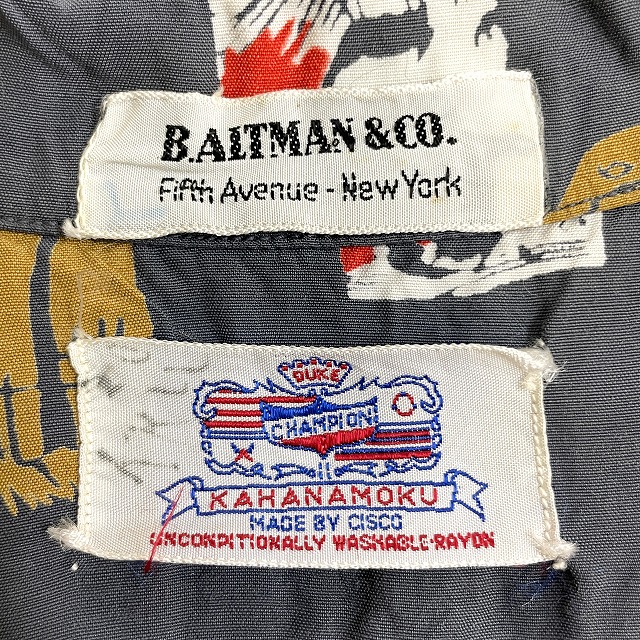 B. ALTMAN & CO.
Fifth Avenue - New York
DUKE
CHAMPION
KAHANAMOKU
MADE BY CISCO
UNCONDITIONALLY WASHABLE-RAYON